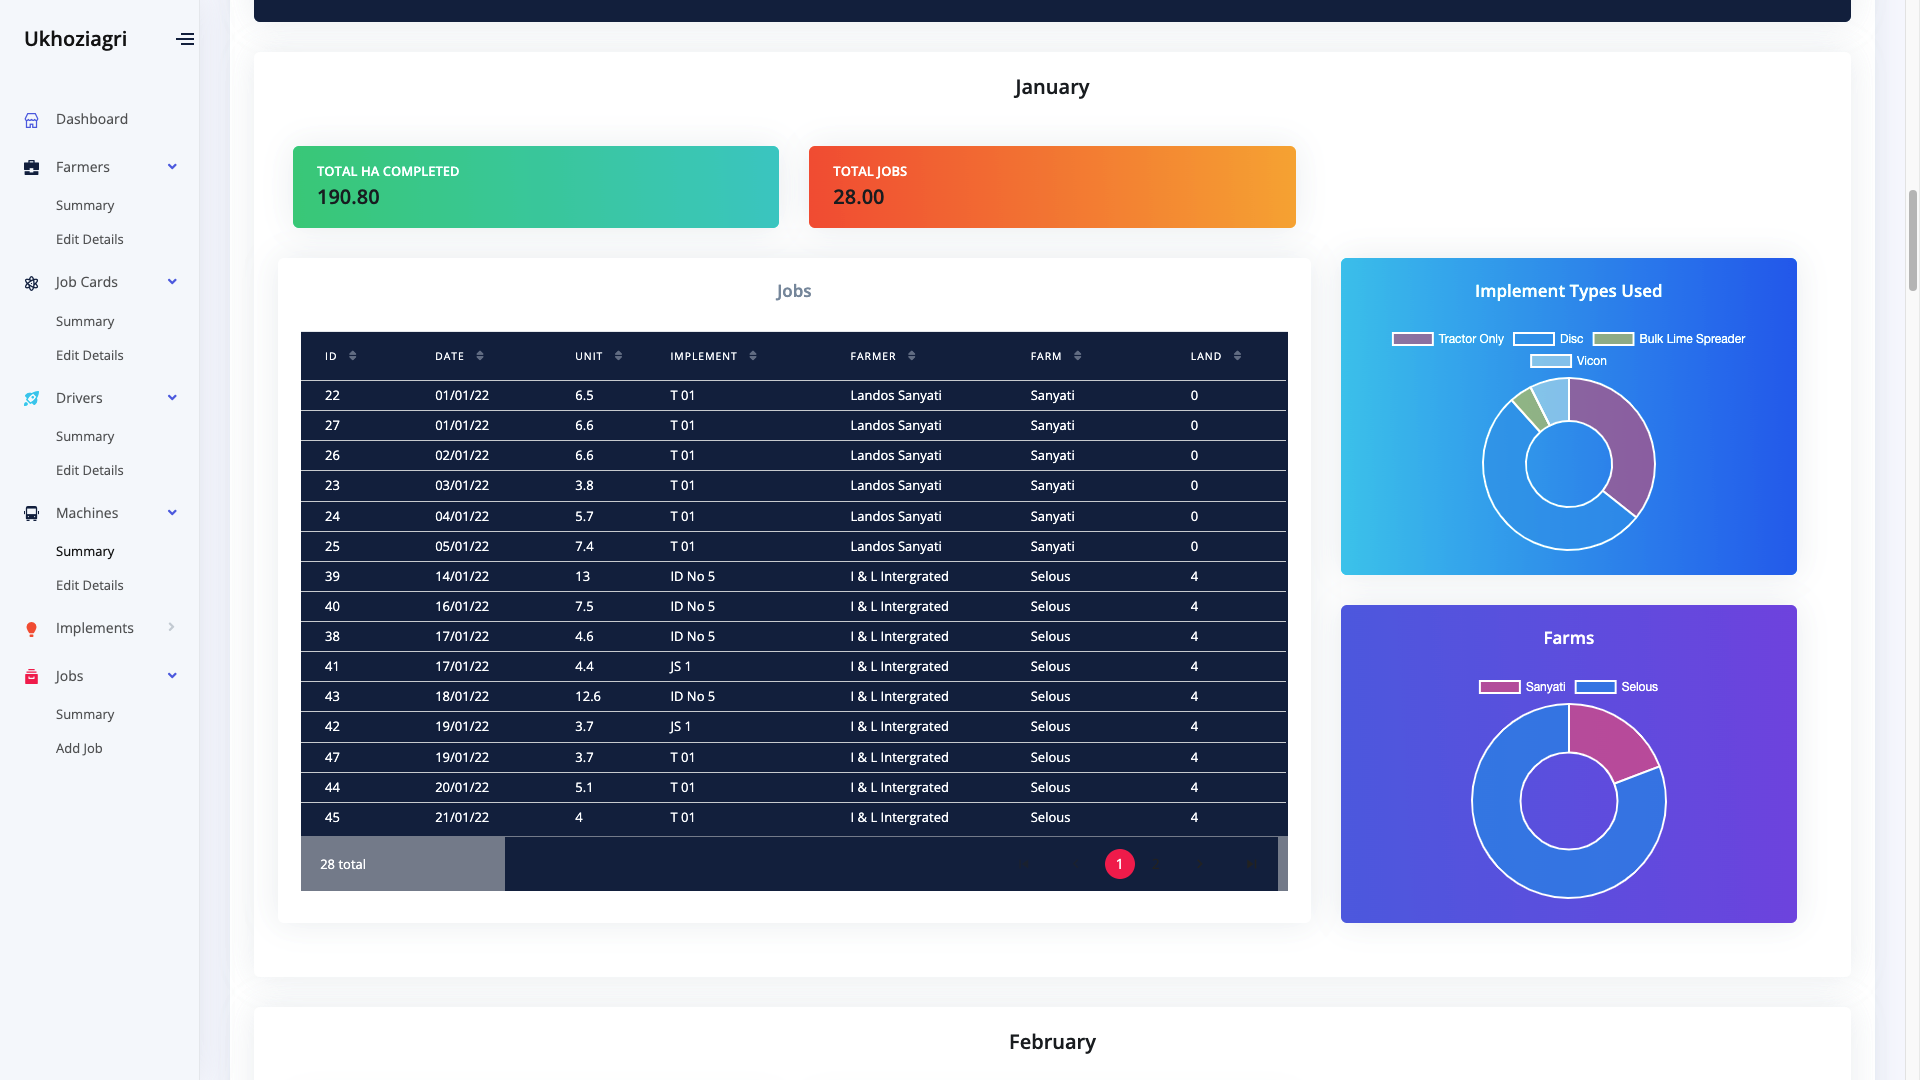 Ukhoziagri
Dashboard
Farmers
Summary
Edit Details
Job Cards
Summary
Edit Details
Drivers
Summary
Edit Details
Machines
Summary
Edit Details
Implements
Jobs
Summary
Add Job
January
TOTAL HA COMPLETED
190.80
TOTAL JOBS
28.00
Jobs
ID DATE UNIT IMPLEMENT FARMER FARM LAND
22 01/01/22 6.5 T 01 Landos Sanyati Sanyati 0
27 01/01/22 6.6 T 01 Landos Sanyati Sanyati 0
26 02/01/22 6.6 T 01 Landos Sanyati Sanyati 0
23 03/01/22 3.8 T 01 Landos Sanyati Sanyati 0
24 04/01/22 5.7 T 01 Landos Sanyati Sanyati 0
25 05/01/22 7.4 T 01 Landos Sanyati Sanyati 0
39 14/01/22 13 ID No 5 I & L Intergrated Selous 4
40 16/01/22 7.5 ID No 5 I & L Intergrated Selous 4
38 17/01/22 4.6 ID No 5 I & L Intergrated Selous 4
41 17/01/22 4.4 JS 1 I & L Intergrated Selous 4
43 18/01/22 12.6 ID No 5 I & L Intergrated Selous 4
42 19/01/22 3.7 JS 1 I & L Intergrated Selous 4
47 19/01/22 3.7 T 01 I & L Intergrated Selous 4
44 20/01/22 5.1 T 01 I & L Intergrated Selous 4
45 21/01/22 4 T 01 I & L Intergrated Selous 4
28 total
1
Implement Types Used
Tractor Only Disc Bulk Lime Spreader
Vicon
Farms
Sanyati Selous
February